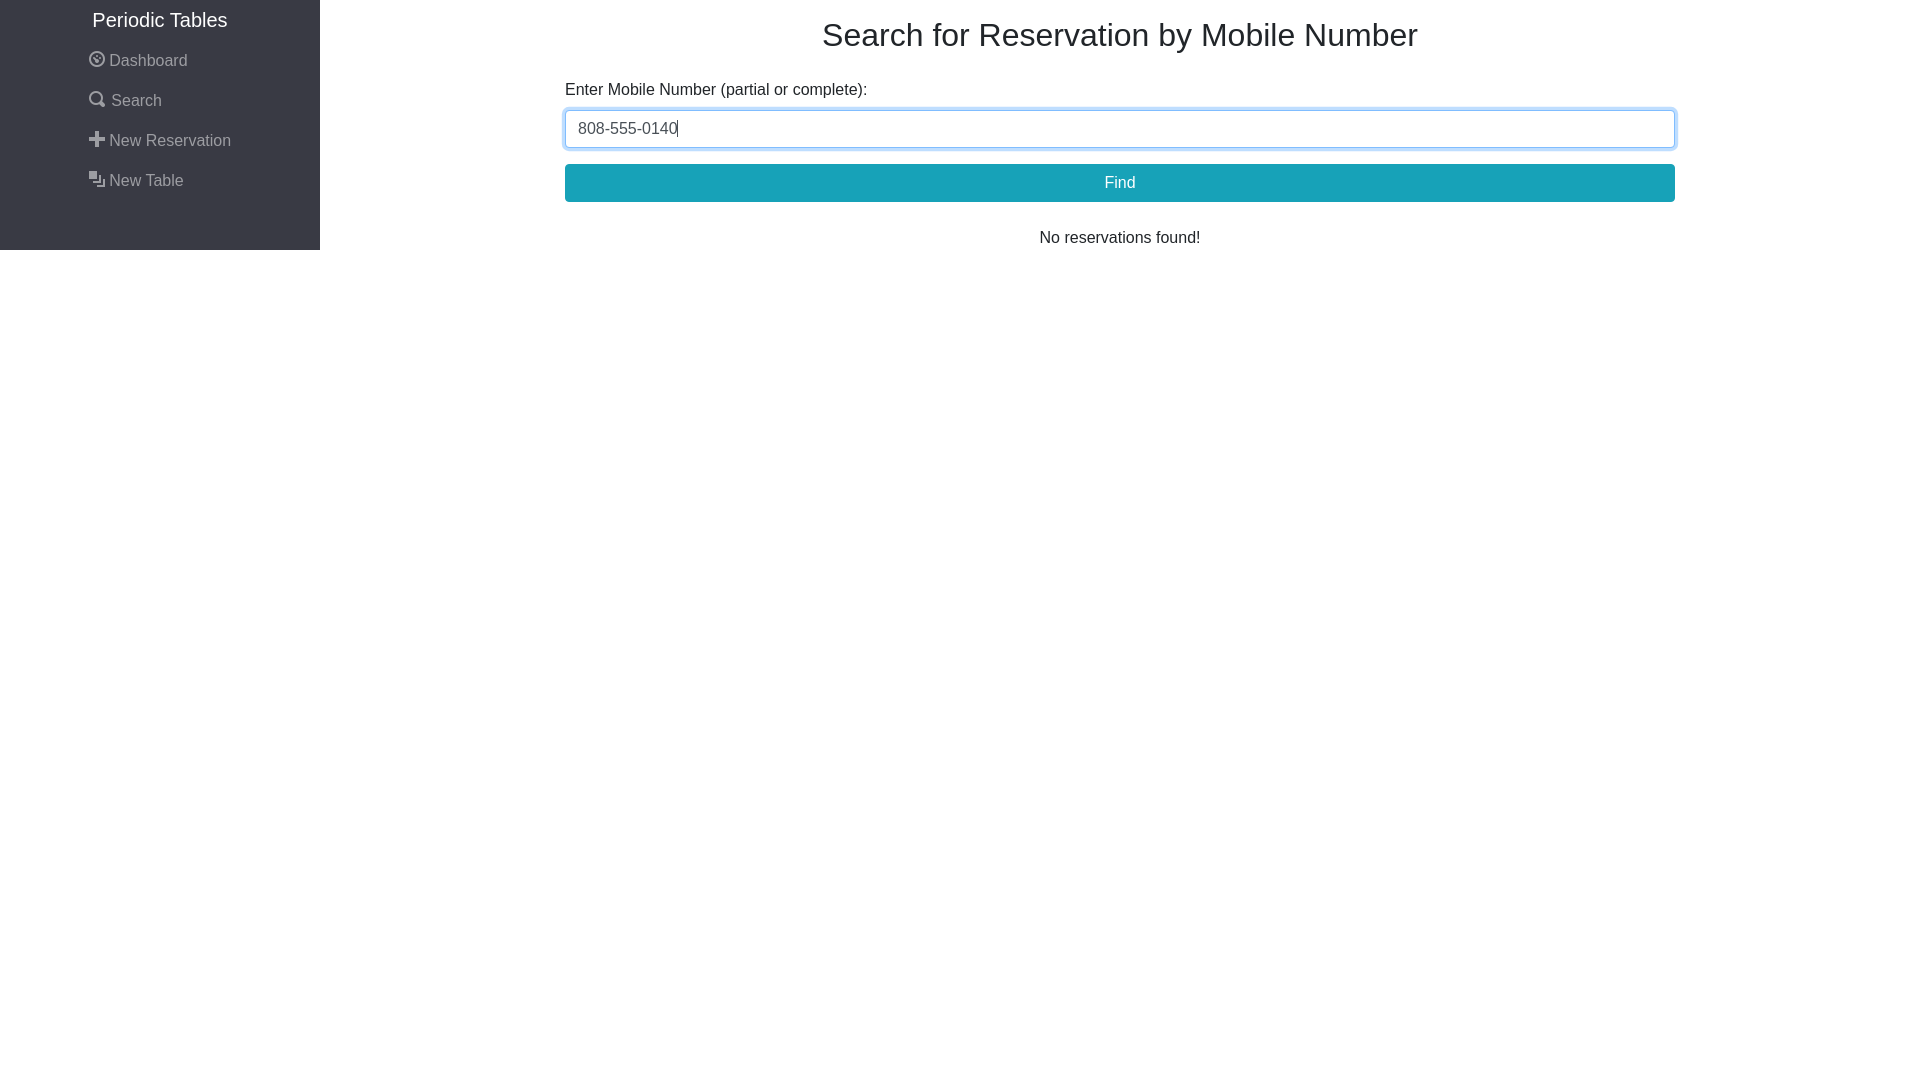 Periodic Tables
Dashboard
Search
New Reservation
New Table
Search for Reservation by Mobile Number
Enter Mobile Number (partial or complete):
808-555-0140
Find
No reservations found!